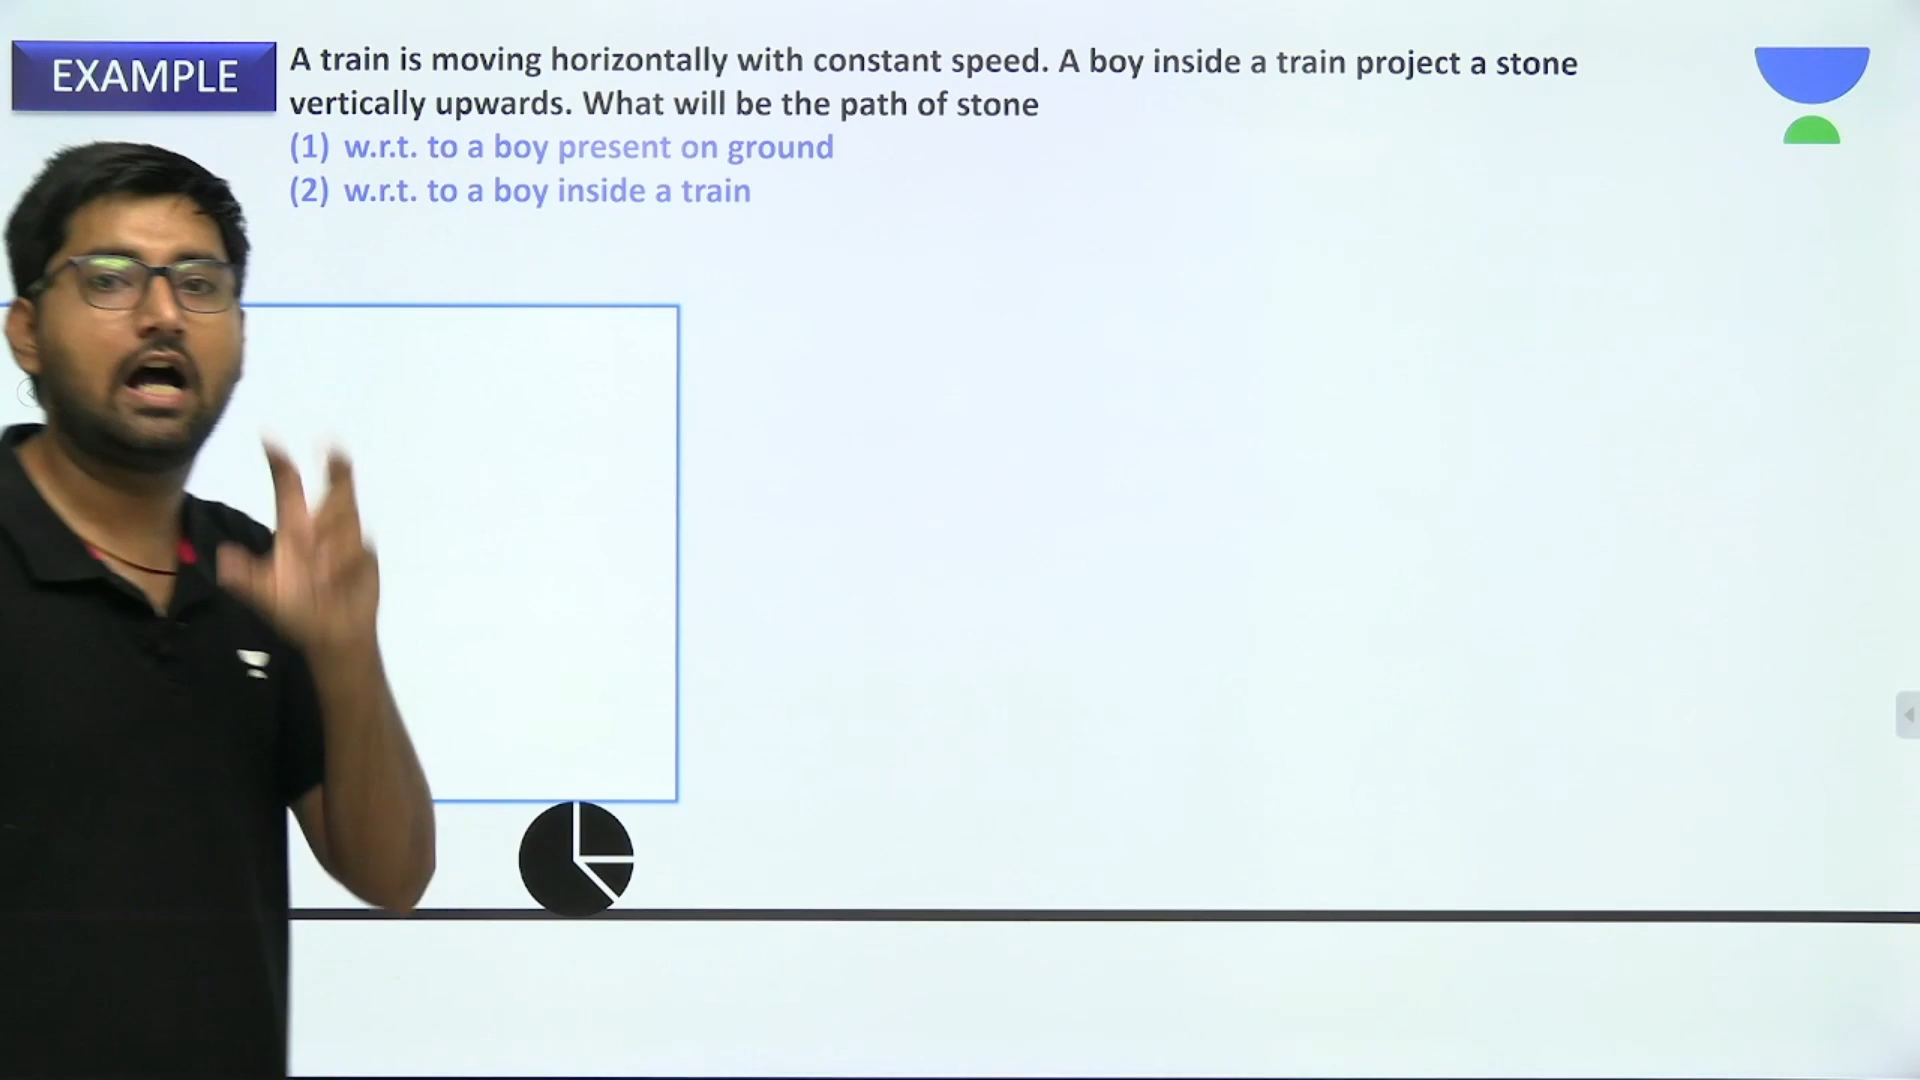 EXAMPLE
A train is moving horizontally with constant speed. A boy inside a train project a stone
vertically upwards. What will be the path of stone
(1) w.r.t. to a boy present on ground
(2) w.r.t. to a boy inside a train